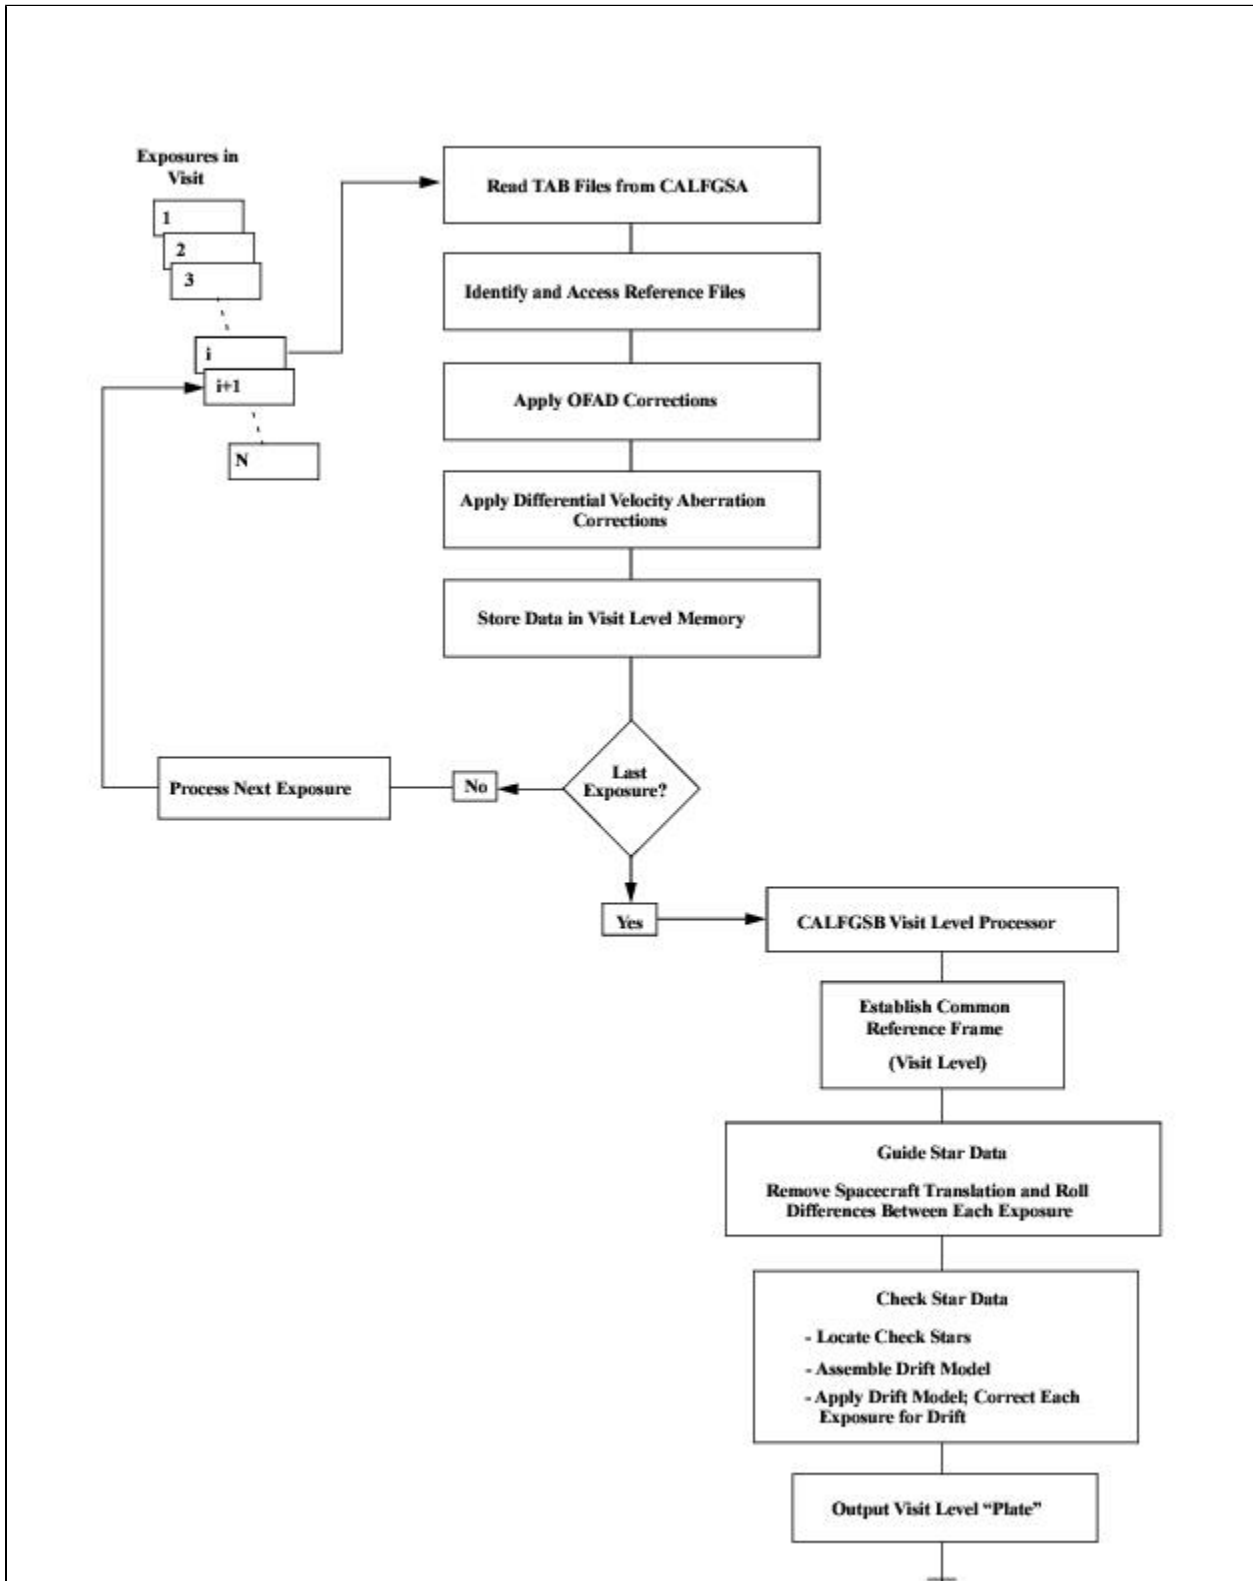 Exposures in
Visit
1
2
3
i
i+1
N
Read TAB Files from CALFGSA
Identify and Access Reference Files
Apply OFAD Corrections
Apply Differential Velocity Aberration
Corrections
Store Data in Visit Level Memory
Last
Exposure?
No
Process Next Exposure
Yes
CALFGSB Visit Level Processor
Establish Common
Reference Frame
(Visit Level)
Guide Star Data
Remove Spacecraft Translation and Roll
Differences Between Each Exposure
Check Star Data
- Locate Check Stars
- Assemble Drift Model
- Apply Drift Model; Correct Each
Exposure for Drift
Output Visit Level “Plate”